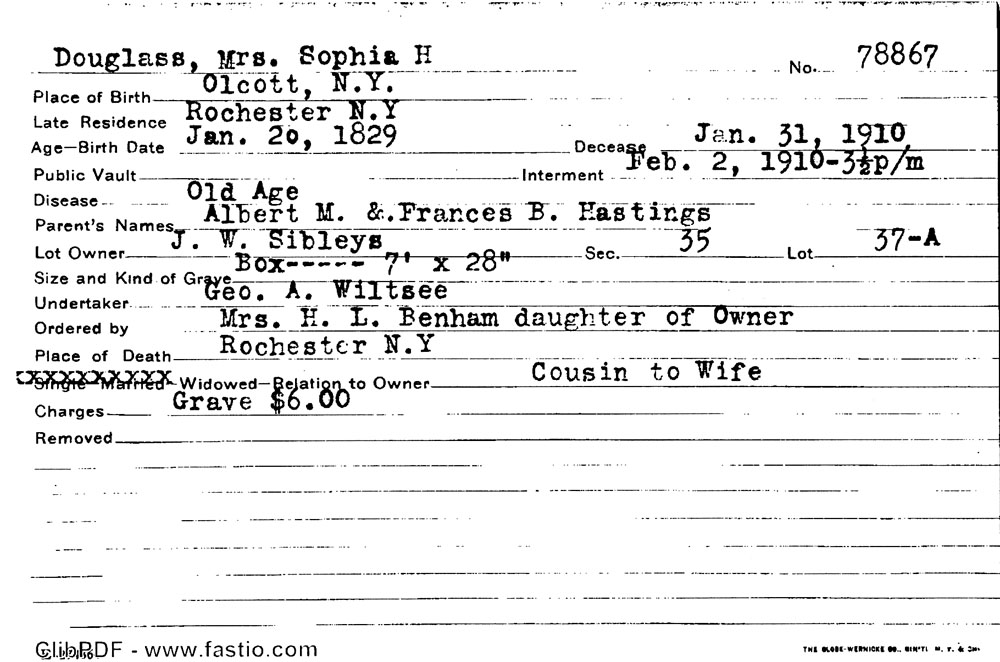 Douglass, Mrs. Sophia H No. 78867
Place of Birth Olcott, N.Y.
Late Residence Rochester N.Y
Age—Birth Date Jan. 20, 1829 Decease Jan. 31, 1910
Public Vault Interment Feb. 2, 1910-3½p/m
Disease Old Age
Parent's Names Albert M. &.Frances B. Hastings
Lot Owner J. W. Sibleys Sec. 35 Lot 37-A
Size and Kind of Grave Box----- 7' x 28"
Undertaker Geo. A. Wiltsee
Ordered by Mrs. H. L. Benham daughter of Owner
Place of Death Rochester N.Y
Single—Married—Widowed—Relation to Owner Cousin to Wife
Charges Grave $6.00
Removed
ClibPDF - www.fastio.com
THE GLOBE-WERNICKE CO., CIN'TI. N. Y. &